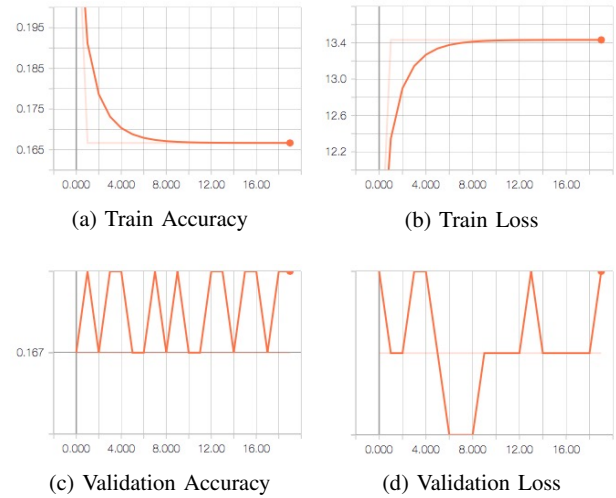 0.195
0.185
0.175
0.165
0.000 4.000 8.000 12.00 16.00
(a) Train Accuracy
13.4
13.0
12.6
12.2
0.000 4.000 8.000 12.00 16.00
(b) Train Loss
0.167
0.000 4.000 8.000 12.00 16.00
(c) Validation Accuracy
0.000 4.000 8.000 12.00 16.00
(d) Validation Loss